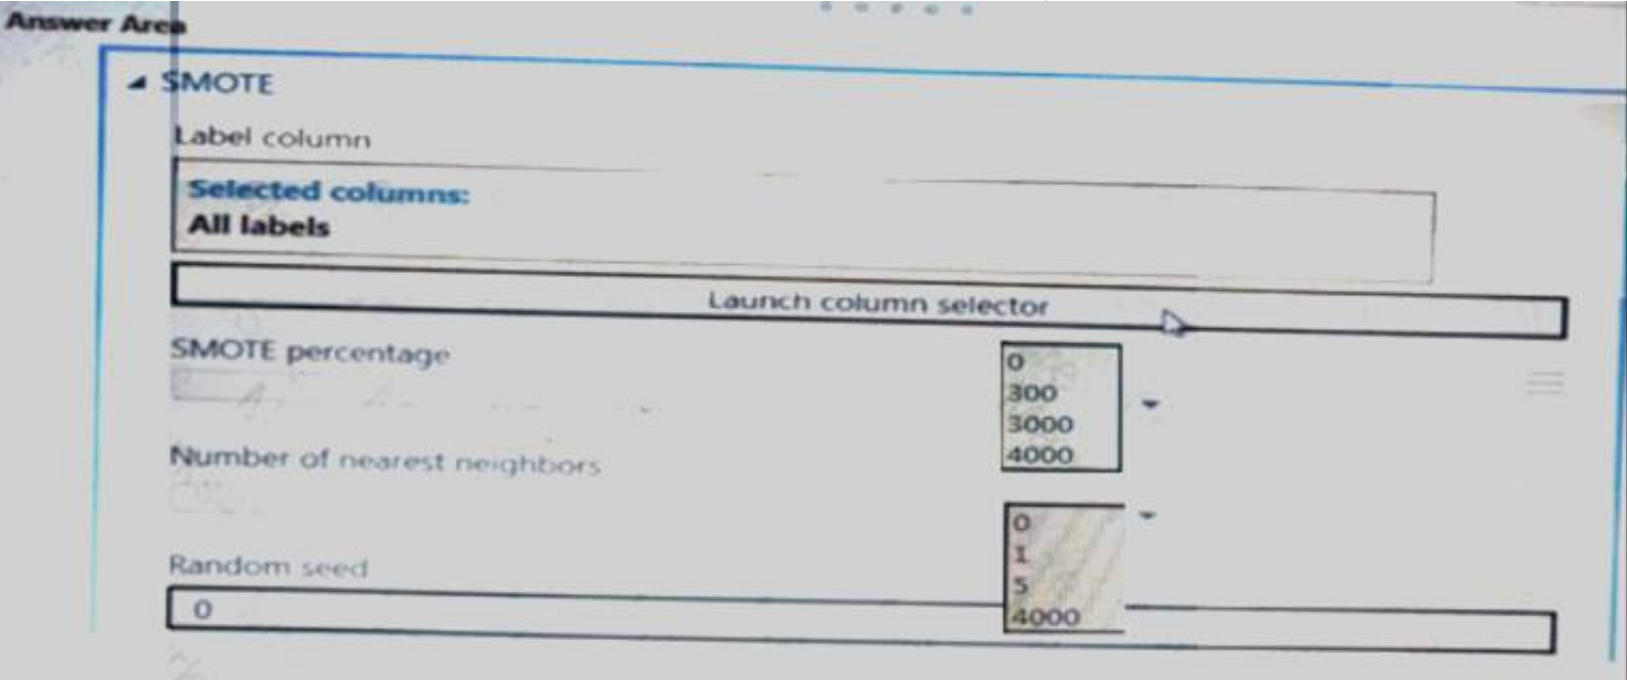 Answer Area
SMOTE
Label column
Selected columns:
All labels
Launch column selector
SMOTE percentage
0
300
3000
4000
Number of nearest neighbors
0
1
5
4000
Random seed
0